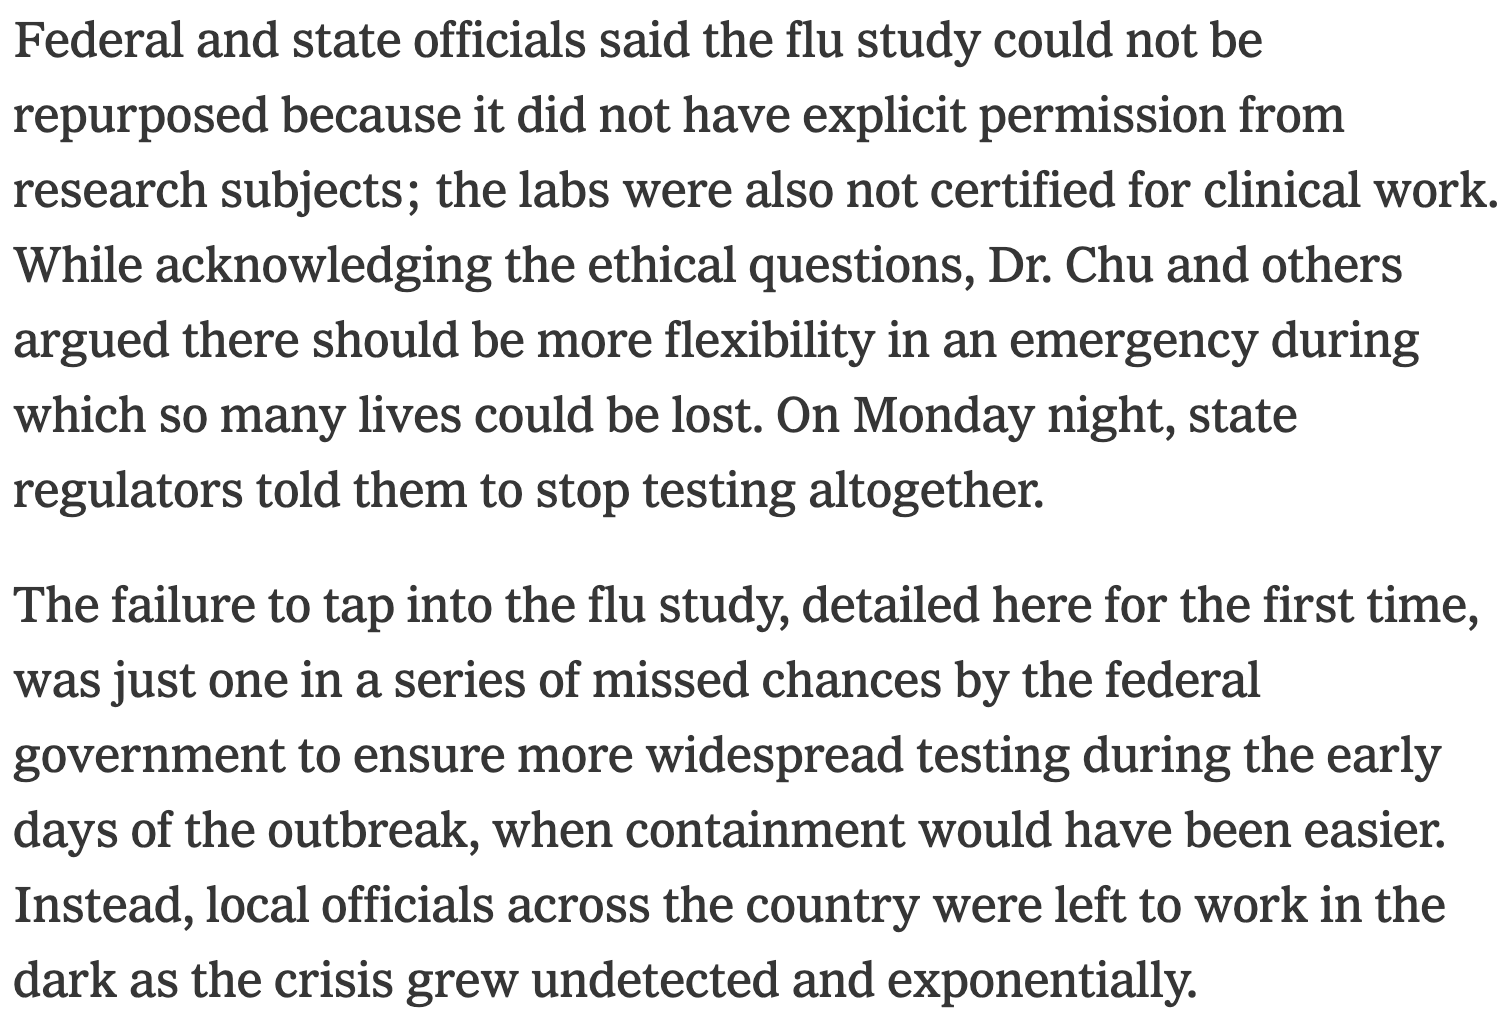 Federal and state officials said the flu study could not be
repurposed because it did not have explicit permission from
research subjects; the labs were also not certified for clinical work.
While acknowledging the ethical questions, Dr. Chu and others
argued there should be more flexibility in an emergency during
which so many lives could be lost. On Monday night, state
regulators told them to stop testing altogether.
The failure to tap into the flu study, detailed here for the first time,
was just one in a series of missed chances by the federal
government to ensure more widespread testing during the early
days of the outbreak, when containment would have been easier.
Instead, local officials across the country were left to work in the
dark as the crisis grew undetected and exponentially.